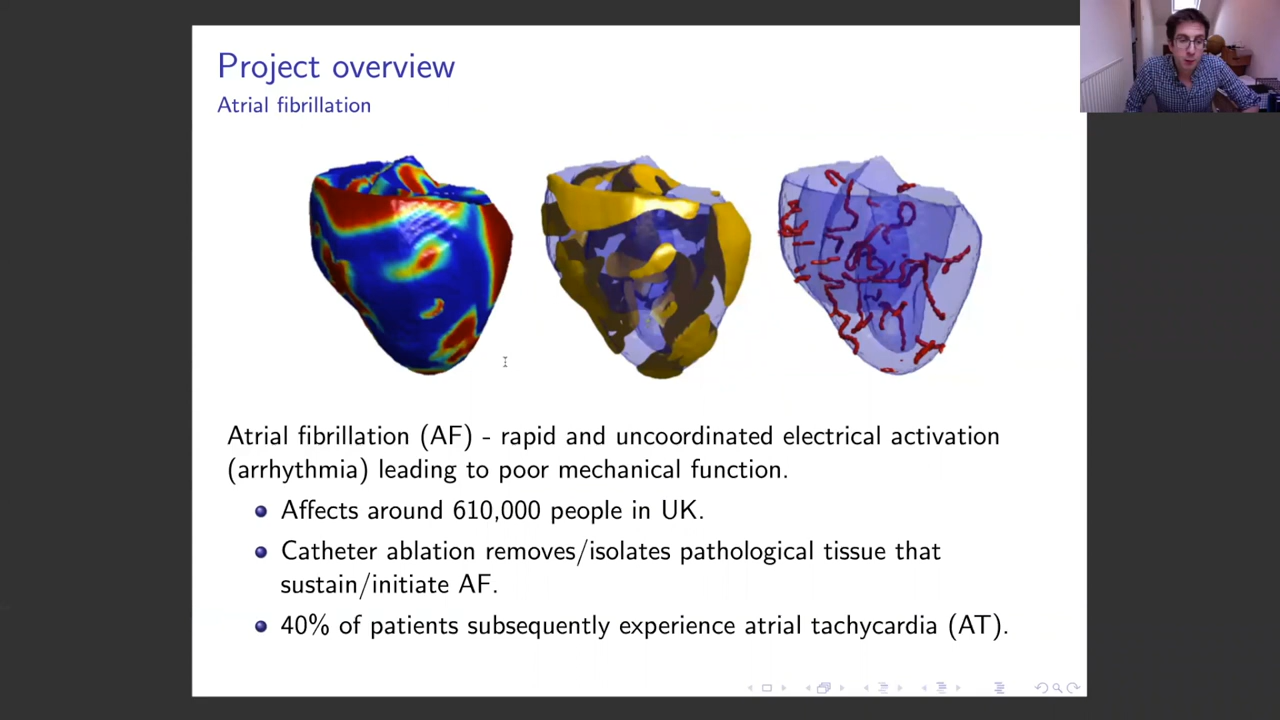 Project overview
Atrial fibrillation
Atrial fibrillation (AF) - rapid and uncoordinated electrical activation
(arrhythmia) leading to poor mechanical function.
Affects around 610,000 people in UK.
Catheter ablation removes/isolates pathological tissue that
sustain/initiate AF.
40% of patients subsequently experience atrial tachycardia (AT).